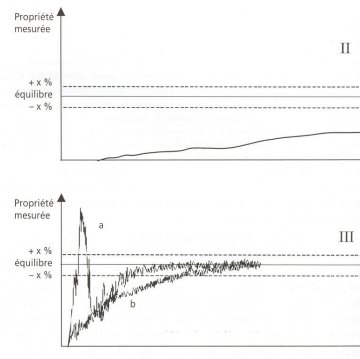 Propriété
mesurée
II
+ x %
équilibre
– x %
Propriété
mesurée
III
a
+ x %
équilibre
– x %
b